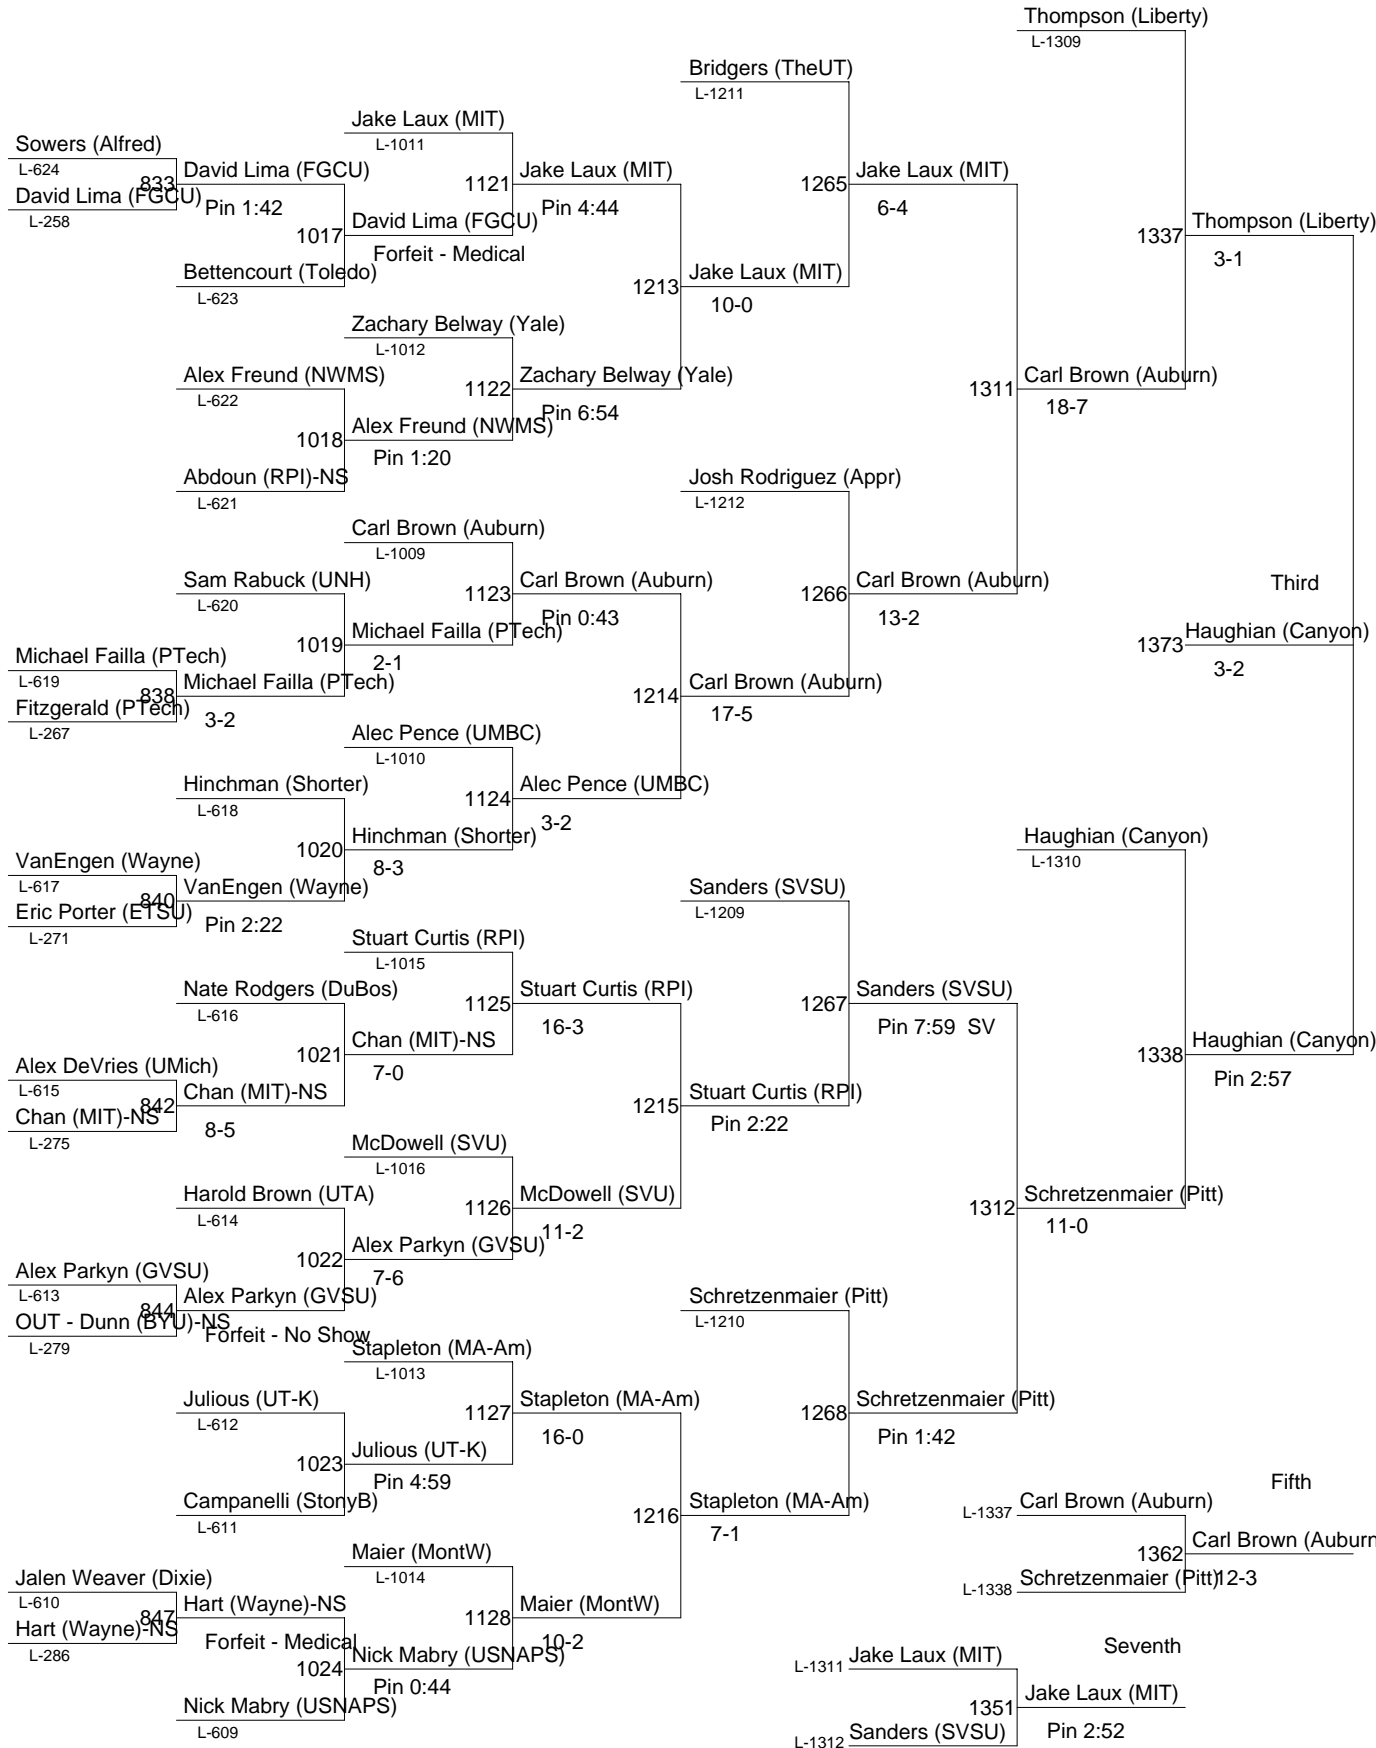 Thompson (Liberty)
L-1309
Bridgers (TheUT)
L-1211
Jake Laux (MIT)
L-1011
Sowers (Alfred)
L-624
833
David Lima (FGCU)
1121
Jake Laux (MIT)
1265
Jake Laux (MIT)
David Lima (FGCU)
Pin 1:42
Pin 4:44
6-4
L-258
1017
David Lima (FGCU)
Forfeit - Medical
1337
Thompson (Liberty)
3-1
Bettencourt (Toledo)
L-623
1213
Jake Laux (MIT)
10-0
Zachary Belway (Yale)
L-1012
Alex Freund (NWMS)
L-622
1122
Zachary Belway (Yale)
Pin 6:54
1311
Carl Brown (Auburn)
18-7
1018
Alex Freund (NWMS)
Pin 1:20
Abdoun (RPI)-NS
L-621
Josh Rodriguez (Appr)
L-1212
Carl Brown (Auburn)
L-1009
Sam Rabuck (UNH)
L-620
1123
Carl Brown (Auburn)
Pin 0:43
1266
Carl Brown (Auburn)
13-2
Third
1019
Michael Failla (PTech)
2-1
1373
Haughian (Canyon)
3-2
Michael Failla (PTech)
L-619
838
Michael Failla (PTech)
3-2
Fitzgerald (PTech)
L-267
1214
Carl Brown (Auburn)
17-5
Alec Pence (UMBC)
L-1010
Hinchman (Shorter)
L-618
1124
Alec Pence (UMBC)
3-2
1020
Hinchman (Shorter)
8-3
Haughian (Canyon)
L-1310
VanEngen (Wayne)
L-617
840
VanEngen (Wayne)
Pin 2:22
Eric Porter (ETSU)
L-271
Sanders (SVSU)
L-1209
Stuart Curtis (RPI)
L-1015
Nate Rodgers (DuBos)
L-616
1125
Stuart Curtis (RPI)
16-3
1267
Sanders (SVSU)
Pin 7:59 SV
1021
Chan (MIT)-NS
7-0
1338
Haughian (Canyon)
Pin 2:57
Alex DeVries (UMich)
L-615
842
Chan (MIT)-NS
8-5
Chan (MIT)-NS
L-275
1215
Stuart Curtis (RPI)
Pin 2:22
McDowell (SVU)
L-1016
Harold Brown (UTA)
L-614
1126
McDowell (SVU)
11-2
1312
Schretzenmaier (Pitt)
11-0
1022
Alex Parkyn (GVSU)
7-6
Alex Parkyn (GVSU)
L-613
844
Alex Parkyn (GVSU)
Forfeit - No Show
OUT - Dunn (BYU)-NS
L-279
Schretzenmaier (Pitt)
L-1210
Stapleton (MA-Am)
L-1013
Julious (UT-K)
L-612
1127
Stapleton (MA-Am)
16-0
1268
Schretzenmaier (Pitt)
Pin 1:42
1023
Julious (UT-K)
Pin 4:59
Campanelli (StonyB)
L-611
1216
Stapleton (MA-Am)
7-1
Fifth
L-1337
Carl Brown (Auburn)
1362
Carl Brown (Auburn
12-3
L-1338
Schretzenmaier (Pitt)
Maier (MontW)
L-1014
Jalen Weaver (Dixie)
L-610
847
Hart (Wayne)-NS
Forfeit - Medical
Hart (Wayne)-NS
L-286
1128
Maier (MontW)
10-2
1024
Nick Mabry (USNAPS)
Pin 0:44
Nick Mabry (USNAPS)
L-609
Seventh
L-1311
Jake Laux (MIT)
1351
Jake Laux (MIT)
Pin 2:52
L-1312
Sanders (SVSU)